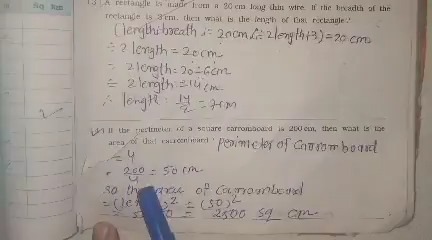 A rectangle is made from a 20 cm long thin wire. If the breadth of the
rectangle is 3 cm, then what is the length of that rectangle?
(length+breath ∴ = 20cm ∴ 2length+3) = 20 cm
÷ 2 length = 20 cm
= 2 length = 20 - 6 cm
= 2 length = 14 cm
∴ length = 14/2 = 7cm
If the perimeter of a square carromboard is 200 cm, then what is the
area of that carromboard? perimeter of Carromboard
= 4
200/4 = 50 cm
so the area of Carromboard
= (length)² = (50)²
= 2500 sq cm